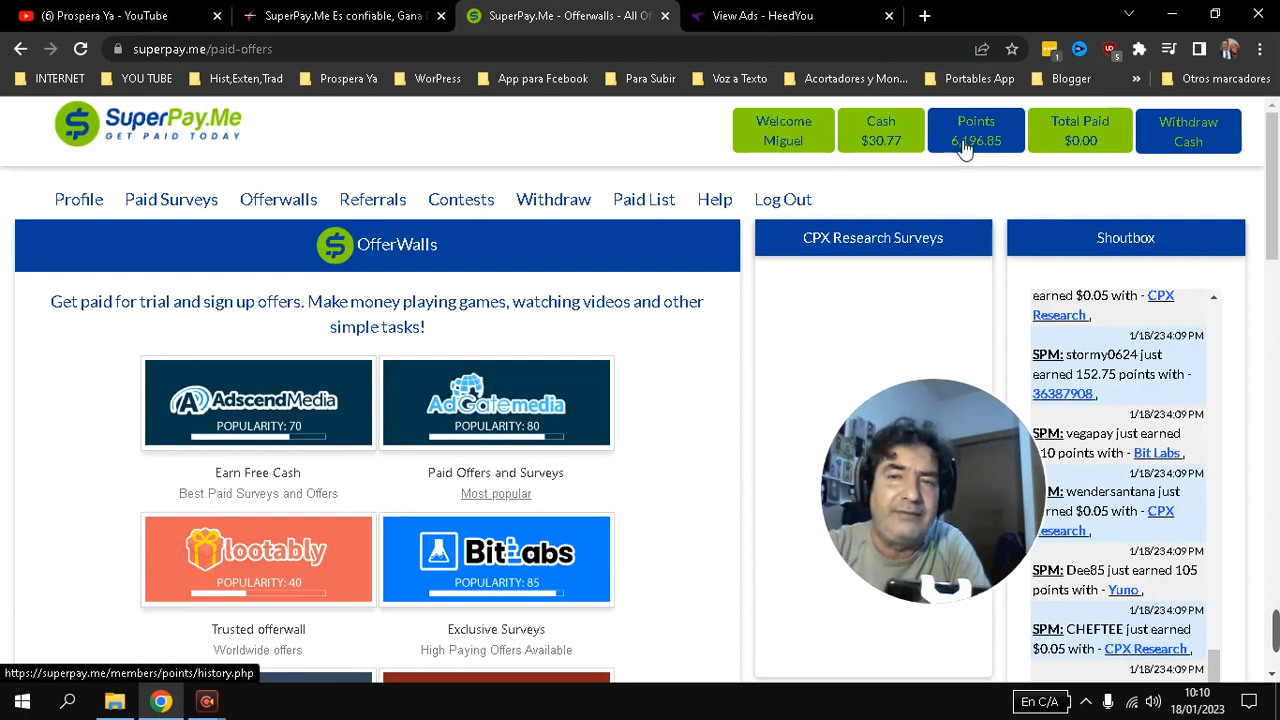 Prospera Ya - YouTube
SuperPay.Me Es confiable, Gana D
SuperPay.Me - Offerwalls - All Of
View Ads - HeedYou
superpay.me/paid-offers
INTERNET
YOU TUBE
Hist,Exten,Trad
Prospera Ya
WorPress
App para Fcebook
Para Subir
Voz a Texto
Acortadores y Mon...
Portables App
Blogger
»
Otros marcadores
SuperPay.Me
GET PAID TODAY
Welcome
Miguel
Cash
$30.77
Points
6,196.85
Total Paid
$0.00
Withdraw
Cash
Profile
Paid Surveys
Offerwalls
Referrals
Contests
Withdraw
Paid List
Help
Log Out
OfferWalls
Get paid for trial and sign up offers. Make money playing games, watching videos and other
simple tasks!
AdscendMedia
POPULARITY: 70
Earn Free Cash
Best Paid Surveys and Offers
AdGatemedia
POPULARITY: 80
Paid Offers and Surveys
Most popular
lootably
POPULARITY: 40
Trusted offerwall
Worldwide offers
BitLabs
POPULARITY: 85
Exclusive Surveys
High Paying Offers Available
CPX Research Surveys
Shoutbox
earned $0.05 with - CPX
Research ,
1/18/23 4:09 PM
SPM: stormy0624 just
earned 152.75 points with -
36387908 ,
1/18/23 4:09 PM
SPM: vegapay just earned
10 points with - Bit Labs ,
1/18/23 4:09 PM
M: wendersantana just
rned $0.05 with - CPX
esearch ,
1/18/23 4:09 PM
SPM: Dee85 just earned 105
points with - Yuno ,
1/18/23 4:09 PM
SPM: CHEFTEE just earned
$0.05 with - CPX Research ,
1/18/23 4:09 PM
https://superpay.me/members/points/history.php
En C/A
10:10
18/01/2023